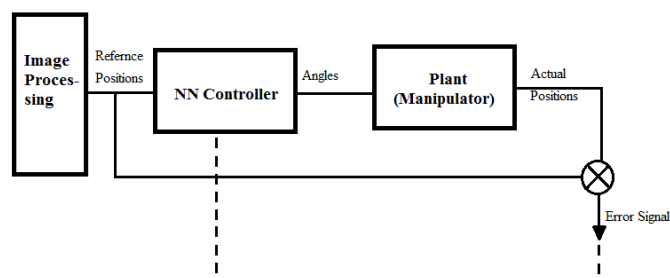 Image
Proces-
sing
Refernce
Positions
NN Controller
Angles
Plant
(Manipulator)
Actual
Positions
Error Signal